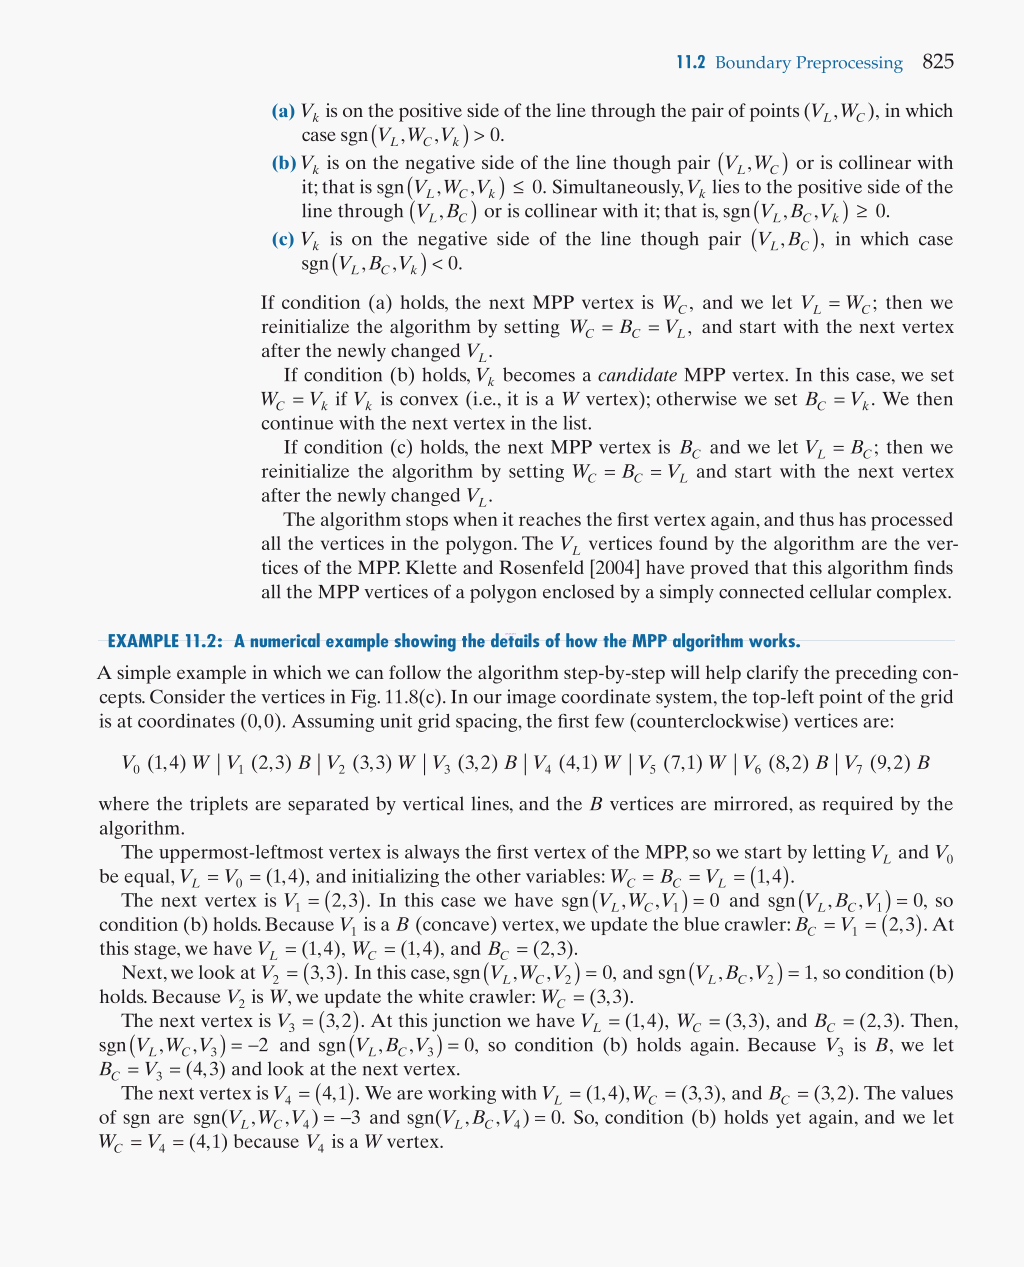 11.2 Boundary Preprocessing 825
(a) V_k is on the positive side of the line through the pair of points (V_L, W_C), in which
case sgn(V_L, W_C, V_k) > 0.
(b) V_k is on the negative side of the line though pair (V_L, W_C) or is collinear with
it; that is sgn(V_L, W_C, V_k) ≤ 0. Simultaneously, V_k lies to the positive side of the
line through (V_L, B_C) or is collinear with it; that is, sgn(V_L, B_C, V_k) ≥ 0.
(c) V_k is on the negative side of the line though pair (V_L, B_C), in which case
sgn(V_L, B_C, V_k) < 0.
If condition (a) holds, the next MPP vertex is W_C, and we let V_L = W_C; then we
reinitialize the algorithm by setting W_C = B_C = V_L, and start with the next vertex
after the newly changed V_L.
If condition (b) holds, V_k becomes a candidate MPP vertex. In this case, we set
W_C = V_k if V_k is convex (i.e., it is a W vertex); otherwise we set B_C = V_k. We then
continue with the next vertex in the list.
If condition (c) holds, the next MPP vertex is B_C and we let V_L = B_C; then we
reinitialize the algorithm by setting W_C = B_C = V_L and start with the next vertex
after the newly changed V_L.
The algorithm stops when it reaches the first vertex again, and thus has processed
all the vertices in the polygon. The V_L vertices found by the algorithm are the ver-
tices of the MPP. Klette and Rosenfeld [2004] have proved that this algorithm finds
all the MPP vertices of a polygon enclosed by a simply connected cellular complex.
EXAMPLE 11.2: A numerical example showing the details of how the MPP algorithm works.
A simple example in which we can follow the algorithm step-by-step will help clarify the preceding con-
cepts. Consider the vertices in Fig. 11.8(c). In our image coordinate system, the top-left point of the grid
is at coordinates (0,0). Assuming unit grid spacing, the first few (counterclockwise) vertices are:
V_0 (1,4) W | V_1 (2,3) B | V_2 (3,3) W | V_3 (3,2) B | V_4 (4,1) W | V_5 (7,1) W | V_6 (8,2) B | V_7 (9,2) B
where the triplets are separated by vertical lines, and the B vertices are mirrored, as required by the
algorithm.
The uppermost-leftmost vertex is always the first vertex of the MPP, so we start by letting V_L and V_0
be equal, V_L = V_0 = (1,4), and initializing the other variables: W_C = B_C = V_L = (1,4).
The next vertex is V_1 = (2,3). In this case we have sgn(V_L, W_C, V_1) = 0 and sgn(V_L, B_C, V_1) = 0, so
condition (b) holds. Because V_1 is a B (concave) vertex, we update the blue crawler: B_C = V_1 = (2,3). At
this stage, we have V_L = (1,4), W_C = (1,4), and B_C = (2,3).
Next, we look at V_2 = (3,3). In this case, sgn(V_L, W_C, V_2) = 0, and sgn(V_L, B_C, V_2) = 1, so condition (b)
holds. Because V_2 is W, we update the white crawler: W_C = (3,3).
The next vertex is V_3 = (3,2). At this junction we have V_L = (1,4), W_C = (3,3), and B_C = (2,3). Then,
sgn(V_L, W_C, V_3) = −2 and sgn(V_L, B_C, V_3) = 0, so condition (b) holds again. Because V_3 is B, we let
B_C = V_3 = (4,3) and look at the next vertex.
The next vertex is V_4 = (4,1). We are working with V_L = (1,4), W_C = (3,3), and B_C = (3,2). The values
of sgn are sgn(V_L, W_C, V_4) = −3 and sgn(V_L, B_C, V_4) = 0. So, condition (b) holds yet again, and we let
W_C = V_4 = (4,1) because V_4 is a W vertex.